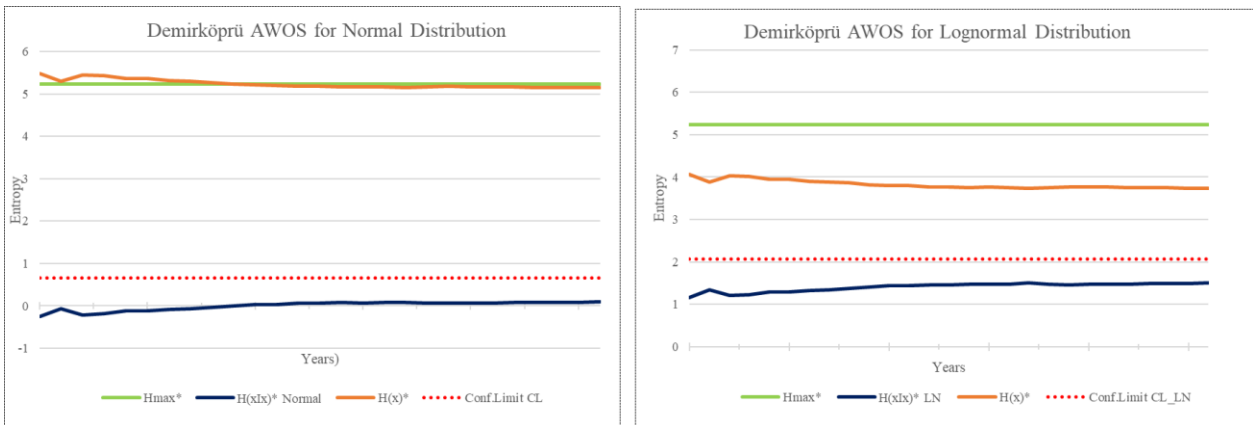 Demirköprü AWOS for Normal Distribution
6
5
4
3
2
1
0
-1
Entropy
Years)
Hmax* H(xIx)* Normal H(x)* Conf.Limit CL
Demirköprü AWOS for Lognormal Distribution
7
6
5
4
3
2
1
0
Entropy
Years
Hmax* H(xIx)* LN H(x)* Conf.Limit CL_LN